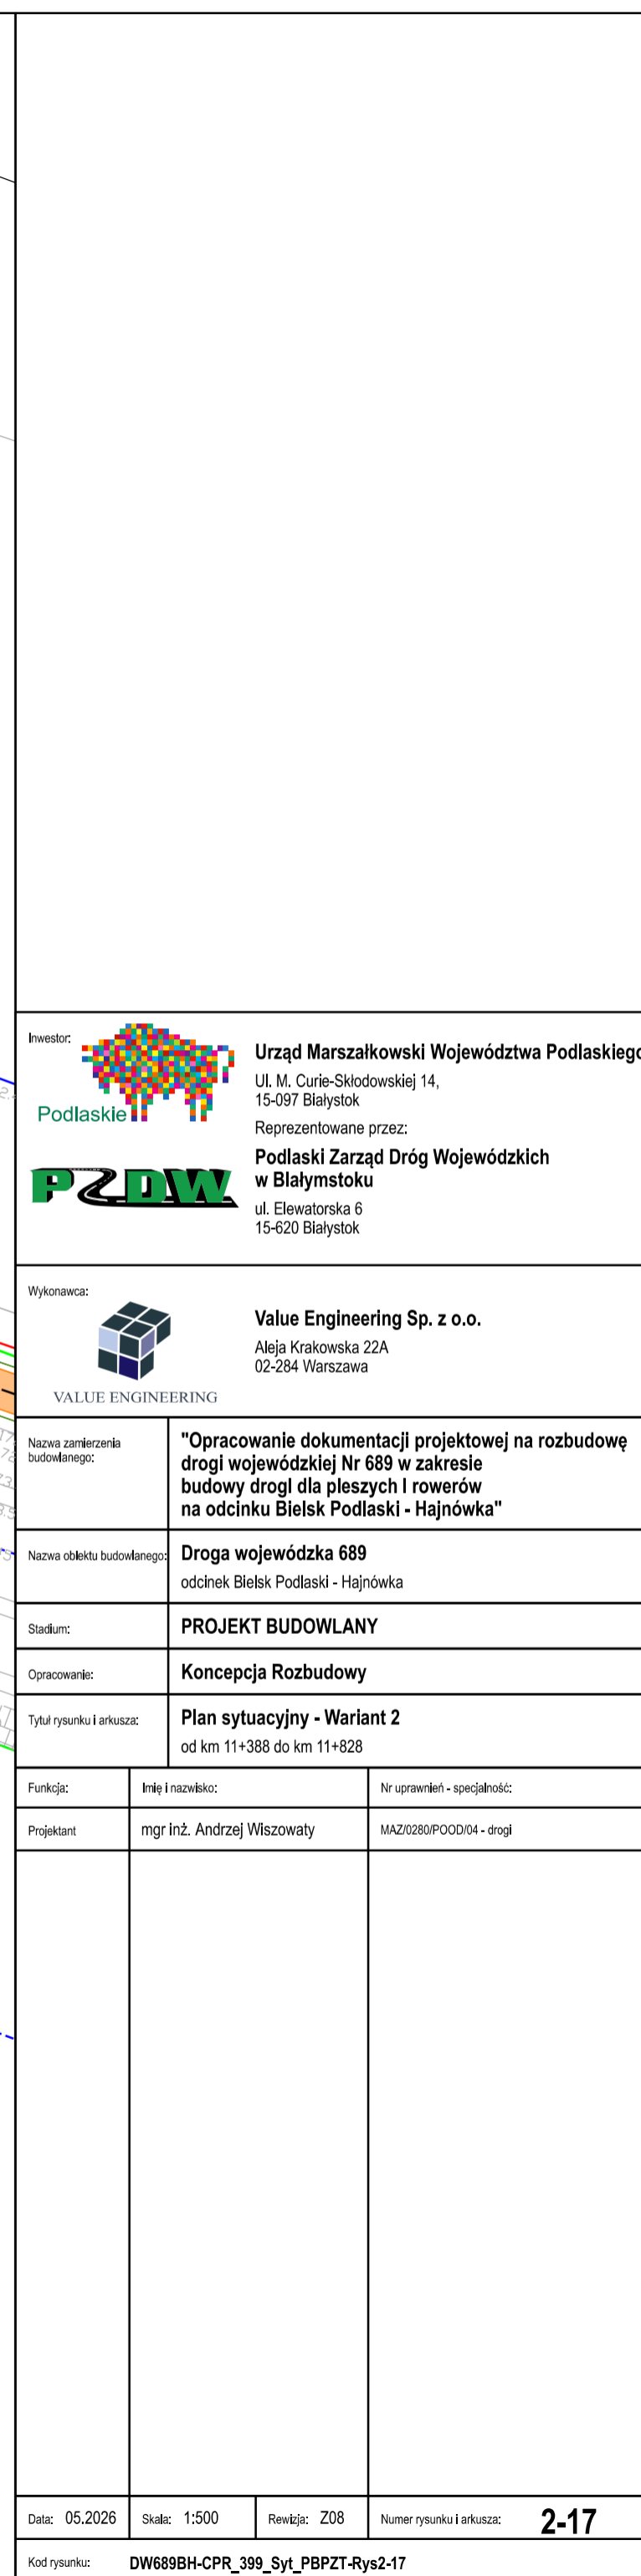 Inwestor:
Podlaskie
PZDW
Urząd Marszałkowski Województwa Podlaskiego
Ul. M. Curie-Skłodowskiej 14,
15-097 Białystok
Reprezentowane przez:
Podlaski Zarząd Dróg Wojewódzkich
w Białymstoku
ul. Elewatorska 6
15-620 Białystok
Wykonawca:
VALUE ENGINEERING
Value Engineering Sp. z o.o.
Aleja Krakowska 22A
02-284 Warszawa
Nazwa zamierzenia
budowlanego:
"Opracowanie dokumentacji projektowej na rozbudowę
drogi wojewódzkiej Nr 689 w zakresie
budowy drogi dla pieszych i rowerów
na odcinku Bielsk Podlaski - Hajnówka"
Nazwa obiektu budowlanego:
Droga wojewódzka 689
odcinek Bielsk Podlaski - Hajnówka
Stadium: PROJEKT BUDOWLANY
Opracowanie: Koncepcja Rozbudowy
Tytuł rysunku i arkusza: Plan sytuacyjny - Wariant 2
od km 11+388 do km 11+828
Funkcja: Imię i nazwisko: Nr uprawnień - specjalność:
Projektant mgr inż. Andrzej Wiszowaty MAZ/0280/POOD/04 - drogi
Data: 05.2026 Skala: 1:500 Rewizja: Z08 Numer rysunku i arkusza: 2-17
Kod rysunku: DW689BH-CPR_399_Syt_PBPZT-Rys2-17